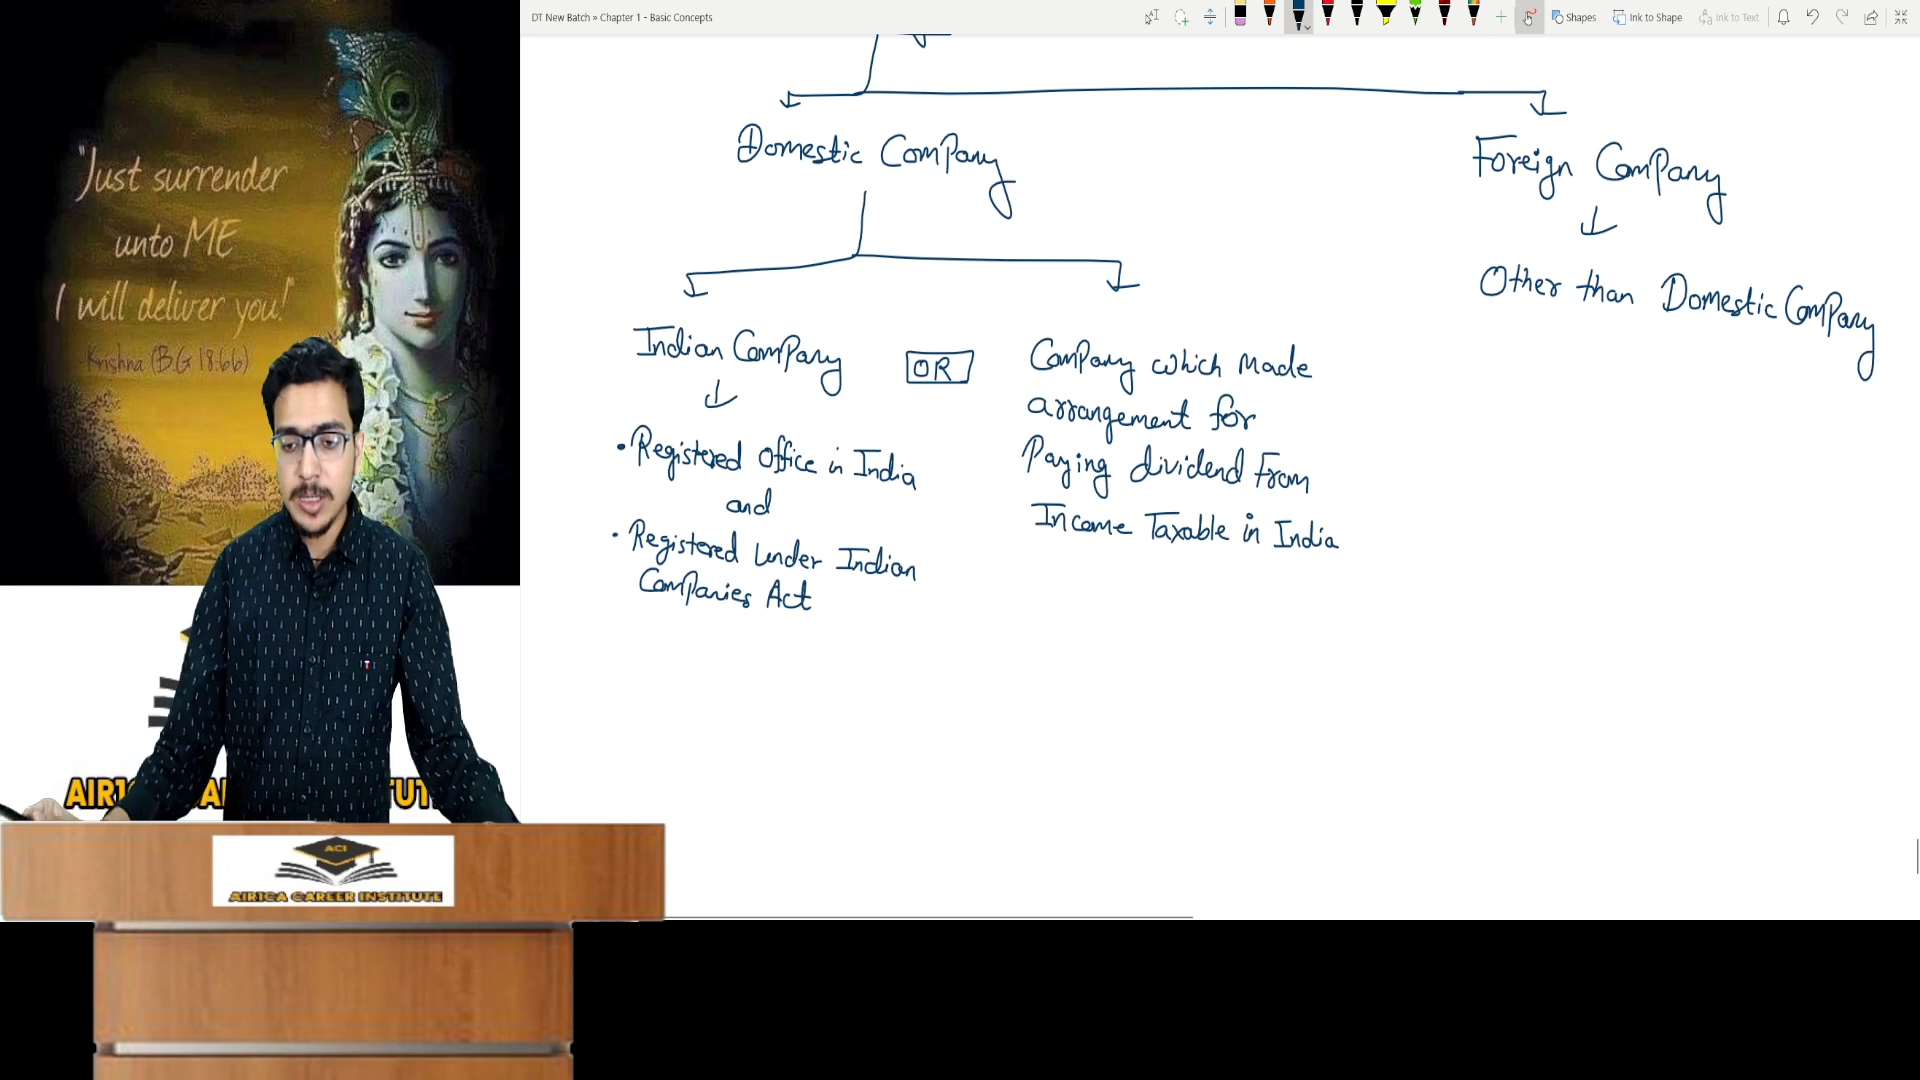 DT New Batch » Chapter 1 - Basic Concepts
Shapes
Ink to Shape
Ink to Text
"Just surrender
unto ME
I will deliver you!"
- Krishna (B.G 18.66)
Domestic Company
Foreign Company
Other than Domestic Company
Indian Company
OR
Company which made
arrangement for
Paying dividend from
Income Taxable in India
• Registered office in India
and
• Registered under Indian
Companies Act
ACI
AIR1CA CAREER INSTITUTE